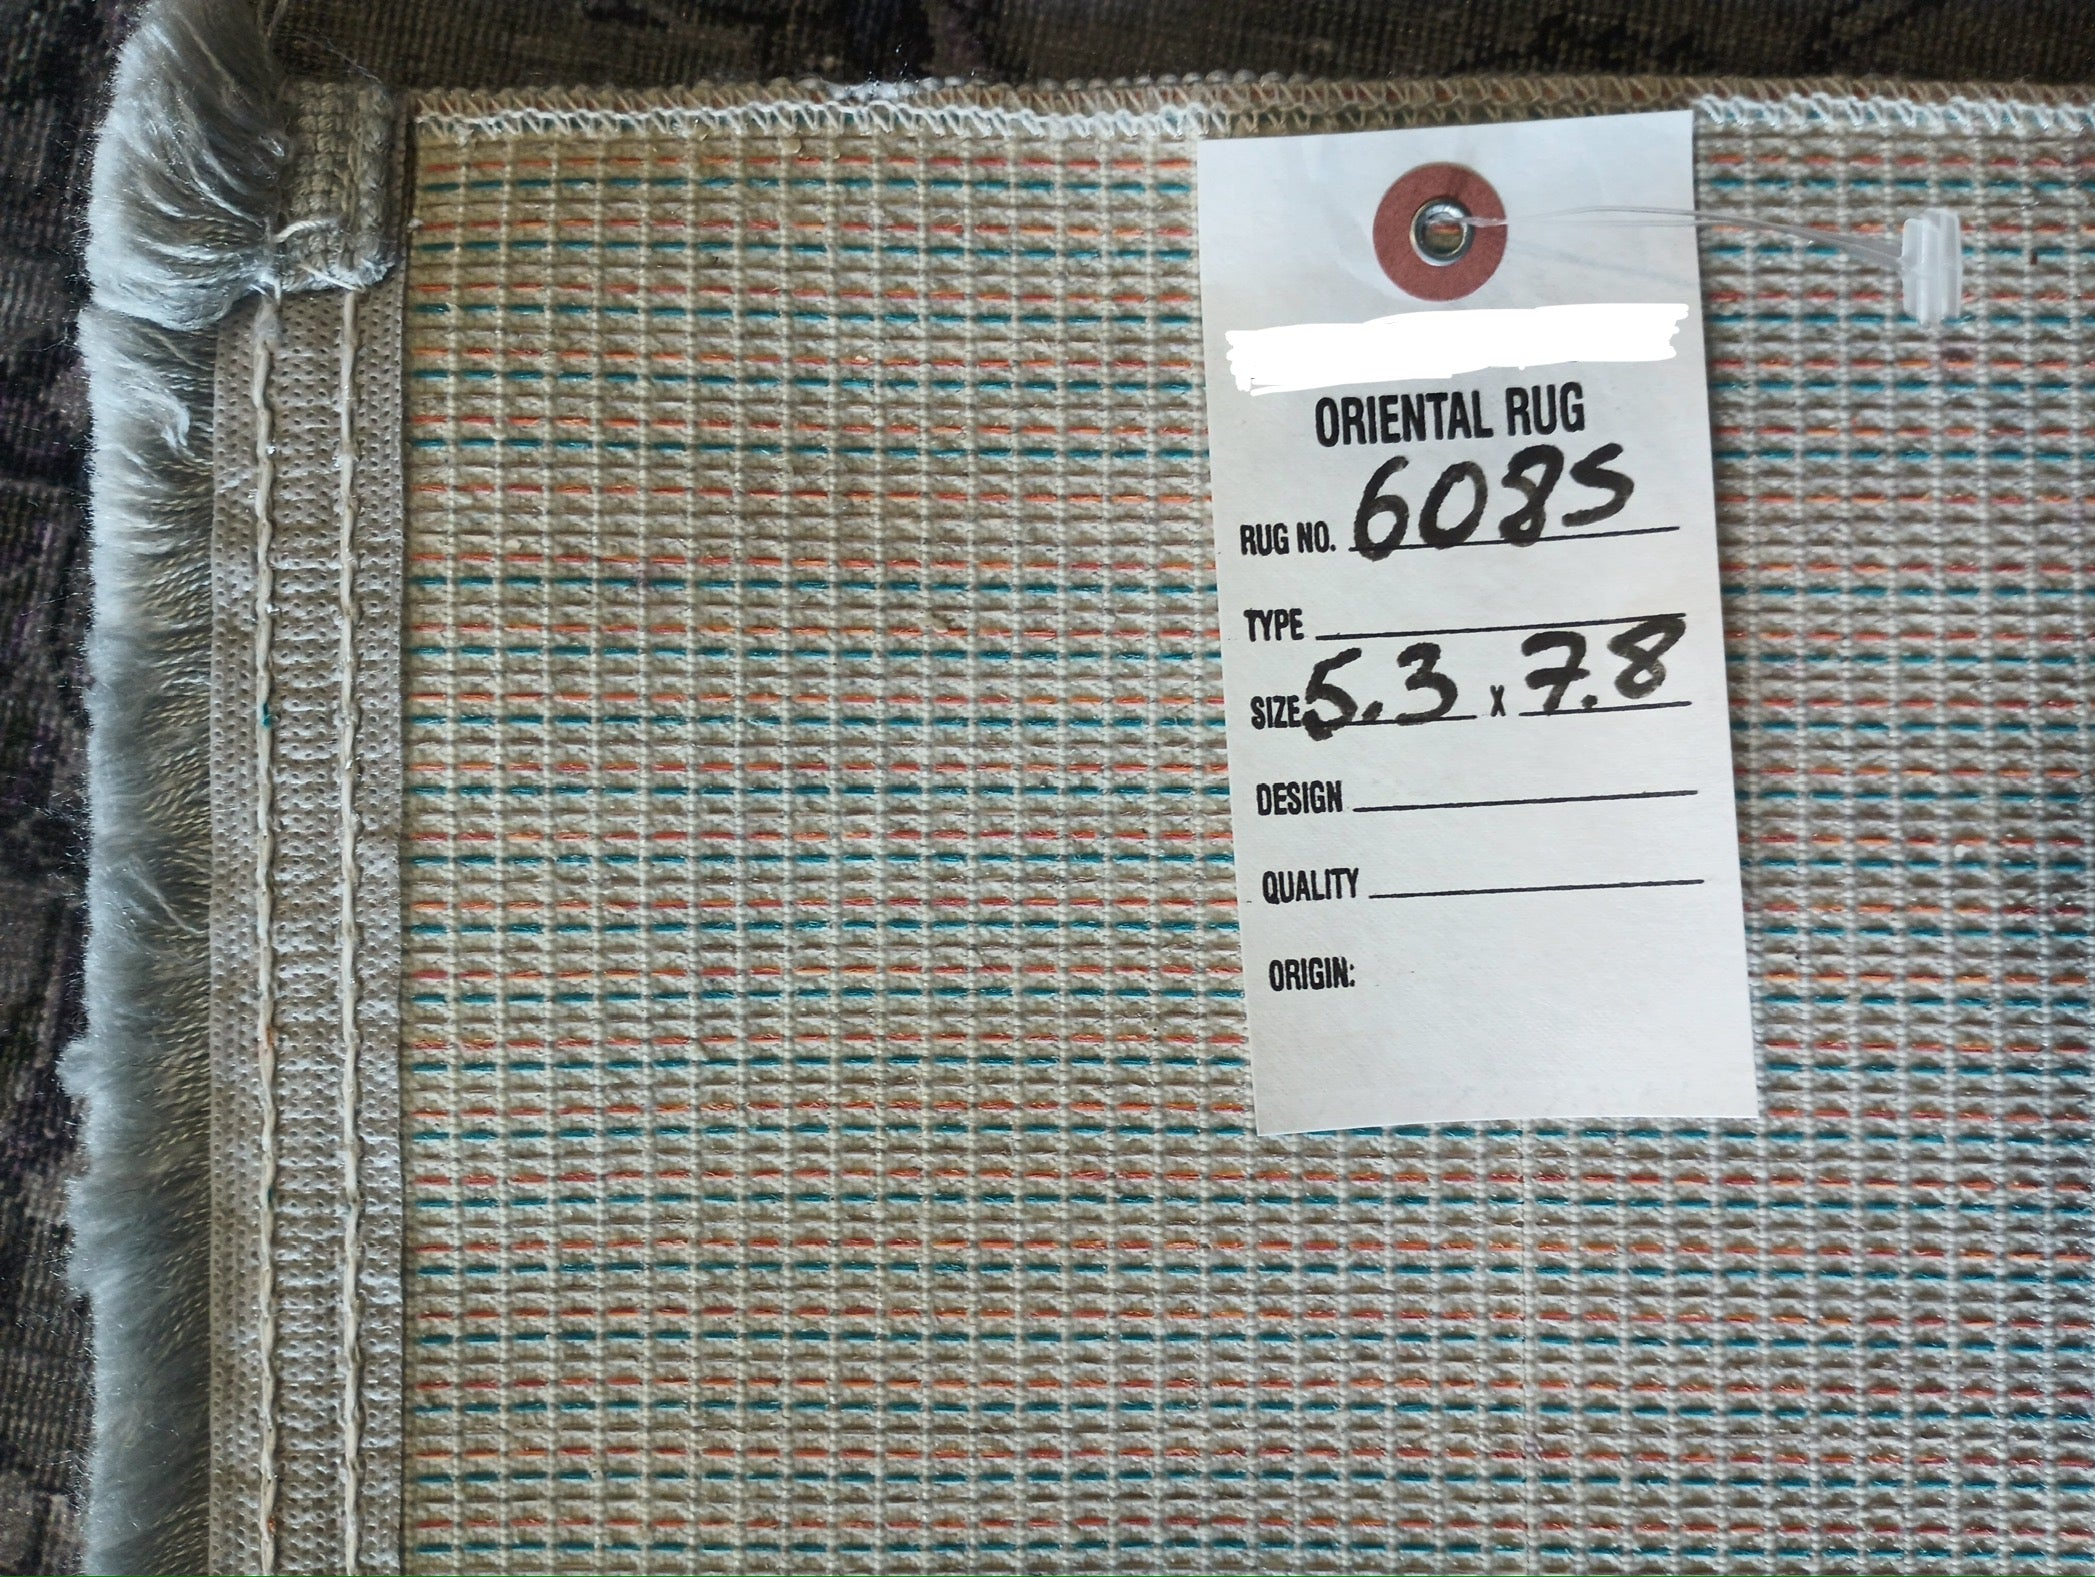 ORIENTAL RUG
RUG NO. 6085
TYPE
SIZE 5.3 x 7.8
DESIGN
QUALITY
ORIGIN: